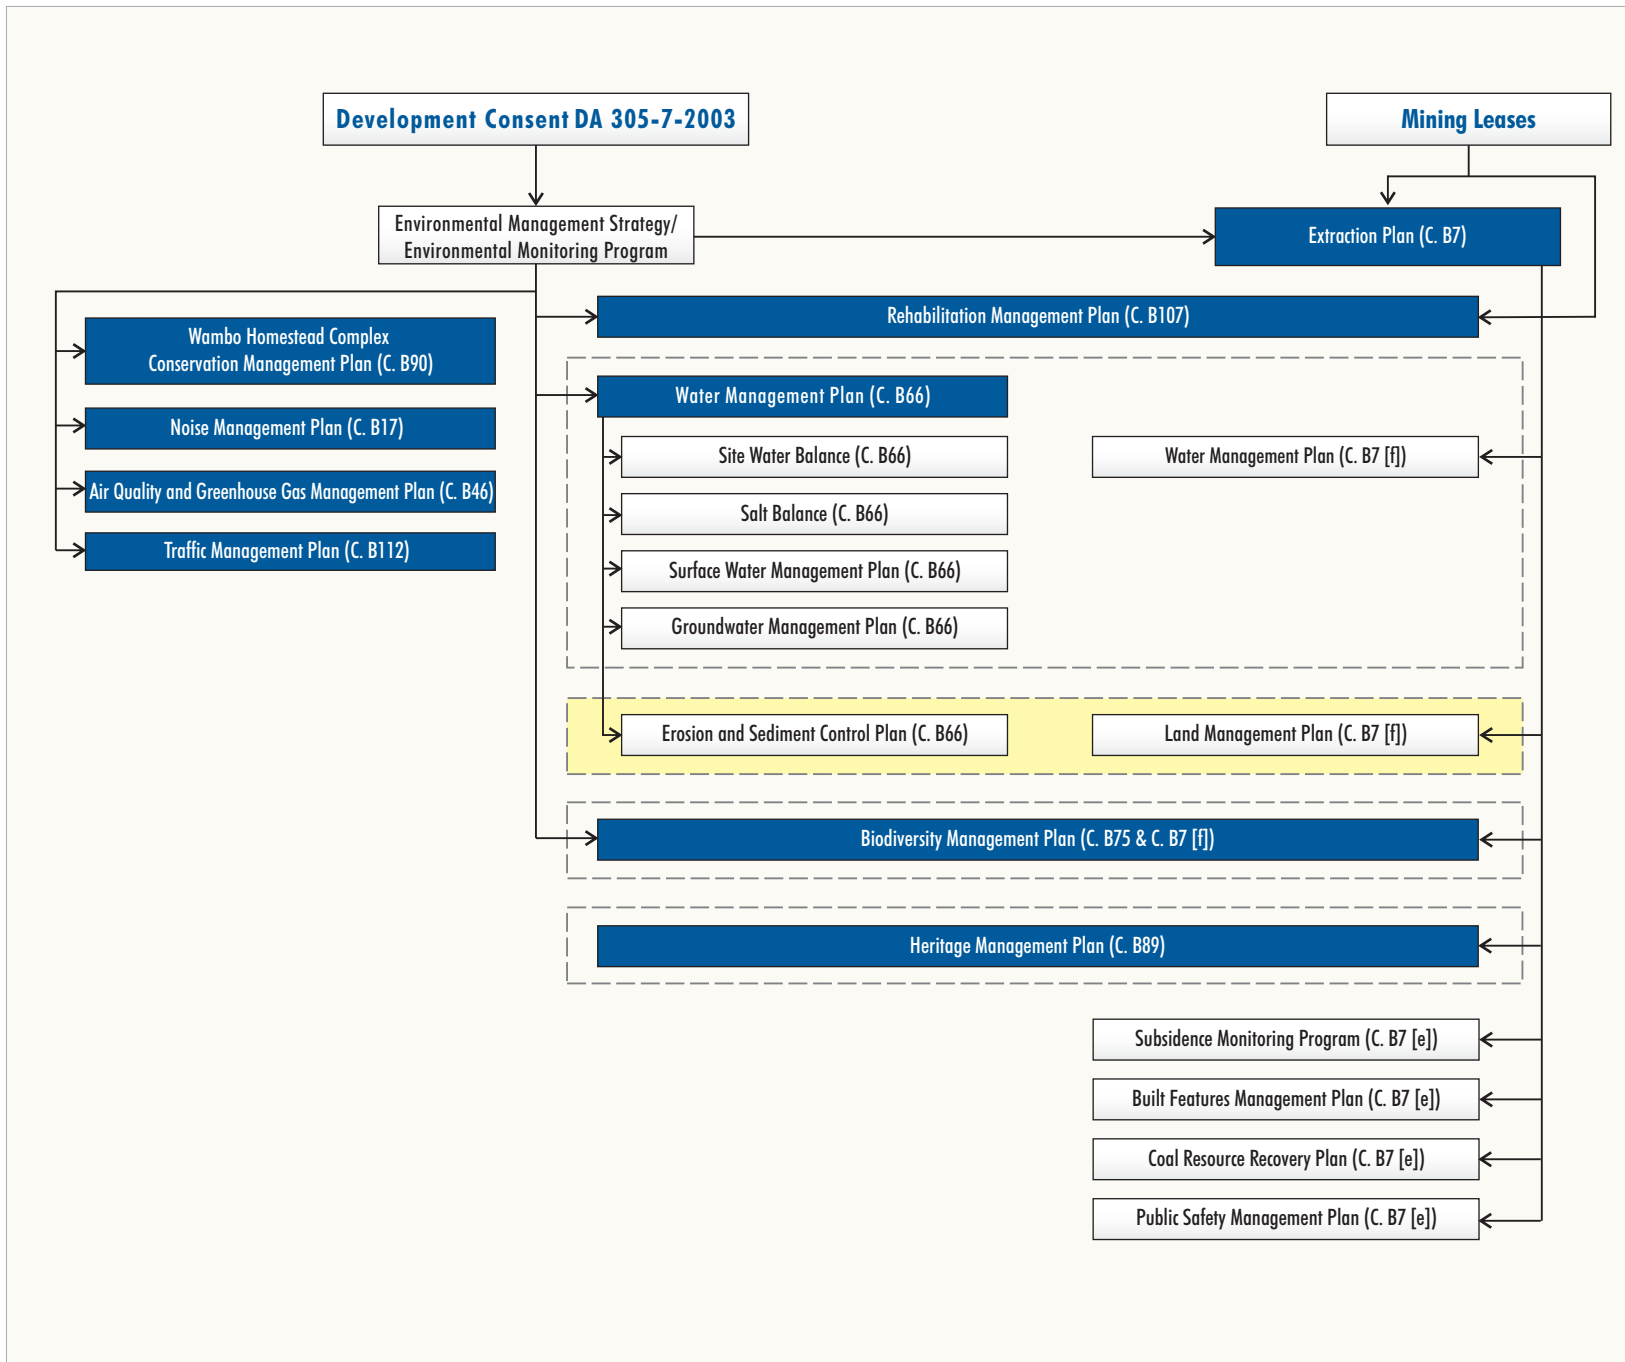 Development Consent DA 305-7-2003
Mining Leases
Environmental Management Strategy/
Environmental Monitoring Program
Extraction Plan (C. B7)
Rehabilitation Management Plan (C. B107)
Wambo Homestead Complex
Conservation Management Plan (C. B90)
Noise Management Plan (C. B17)
Air Quality and Greenhouse Gas Management Plan (C. B46)
Traffic Management Plan (C. B112)
Water Management Plan (C. B66)
Site Water Balance (C. B66)
Water Management Plan (C. B7 [f])
Salt Balance (C. B66)
Surface Water Management Plan (C. B66)
Groundwater Management Plan (C. B66)
Erosion and Sediment Control Plan (C. B66)
Land Management Plan (C. B7 [f])
Biodiversity Management Plan (C. B75 & C. B7 [f])
Heritage Management Plan (C. B89)
Subsidence Monitoring Program (C. B7 [e])
Built Features Management Plan (C. B7 [e])
Coal Resource Recovery Plan (C. B7 [e])
Public Safety Management Plan (C. B7 [e])